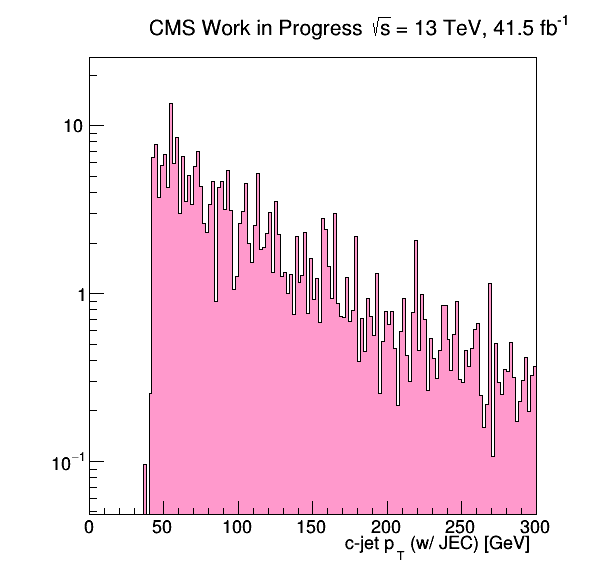 CMS Work in Progress √s = 13 TeV, 41.5 fb⁻¹
10
1
10⁻¹
0 50 100 150 200 250 300
c-jet p_T (w/ JEC) [GeV]